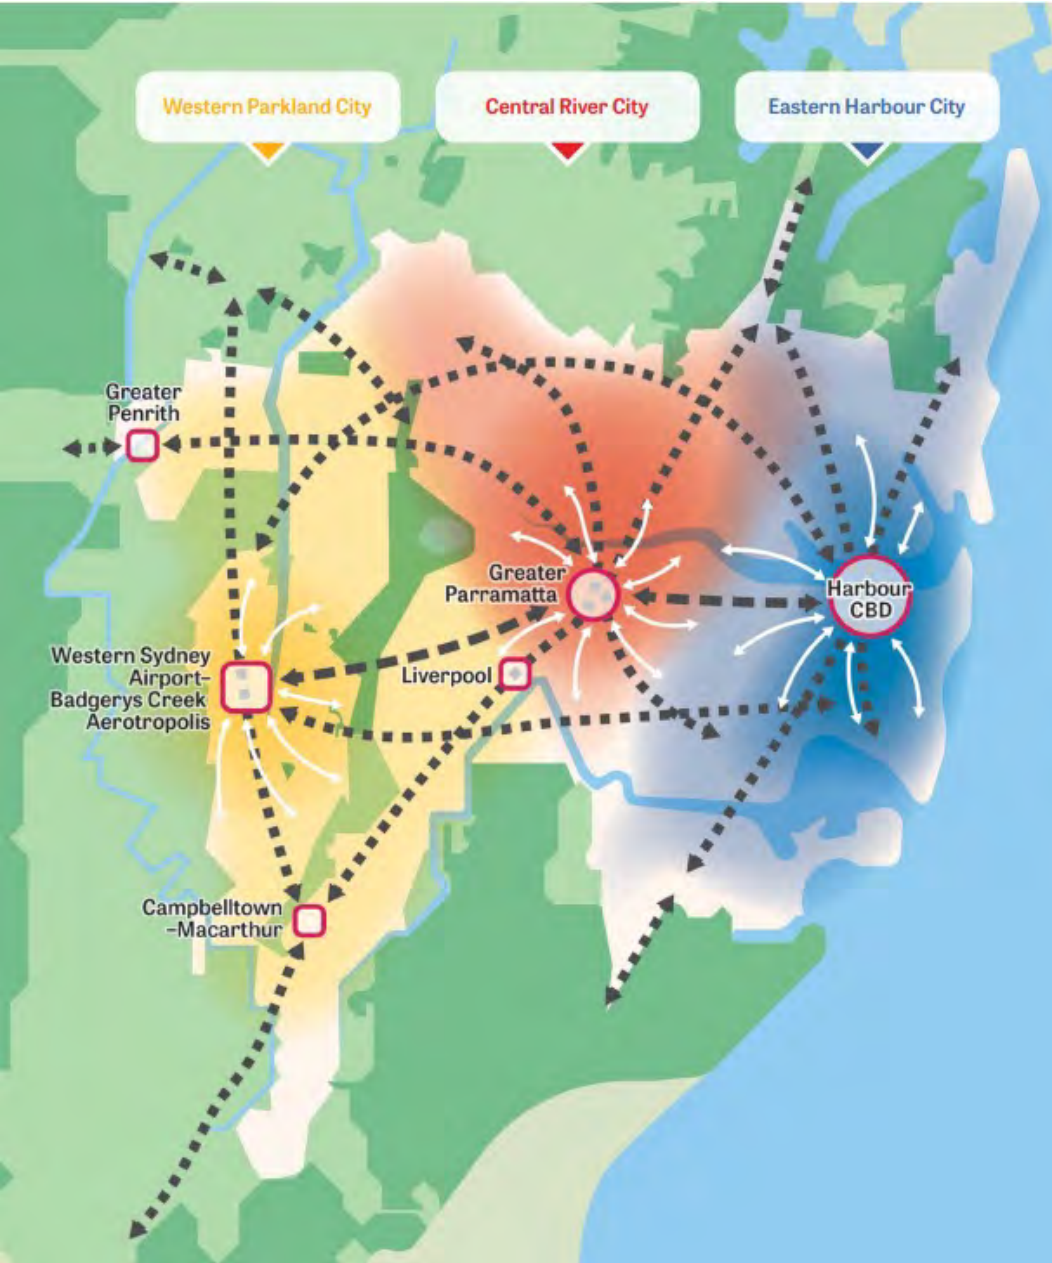 Western Parkland City
Central River City
Eastern Harbour City
Greater
Penrith
Greater
Parramatta
Harbour
CBD
Western Sydney
Airport–
Badgerys Creek
Aerotropolis
Liverpool
Campbelltown
–Macarthur